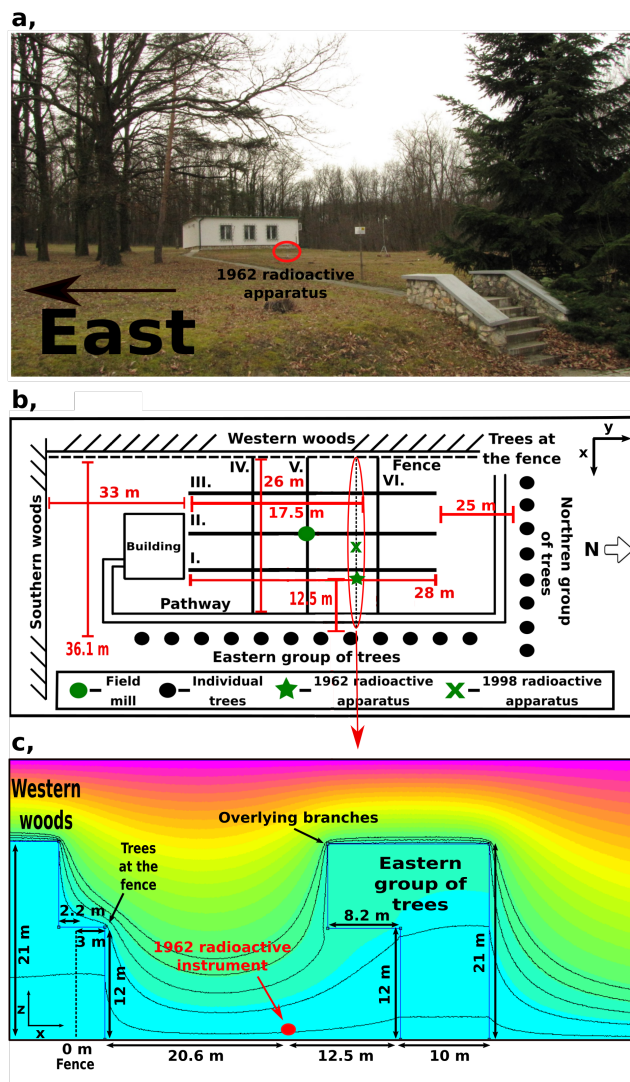 a,
1962 radioactive
apparatus
East
b,
Western woods
Trees at
the fence
y
x
IV.
V.
Fence
VI.
III.
26 m
33 m
17.5 m
25 m
II.
Building
I.
Southern woods
Northren group
of trees
N
Pathway
12.5 m
28 m
36.1 m
Eastern group of trees
Field
mill
Individual
trees
1962 radioactive
apparatus
1998 radioactive
apparatus
c,
Western
woods
Overlying branches
Trees
at the
fence
Eastern
group of
trees
2.2 m
8.2 m
3 m
21 m
1962 radioactive
instrument
12 m
12 m
21 m
z
x
0 m
Fence
20.6 m
12.5 m
10 m